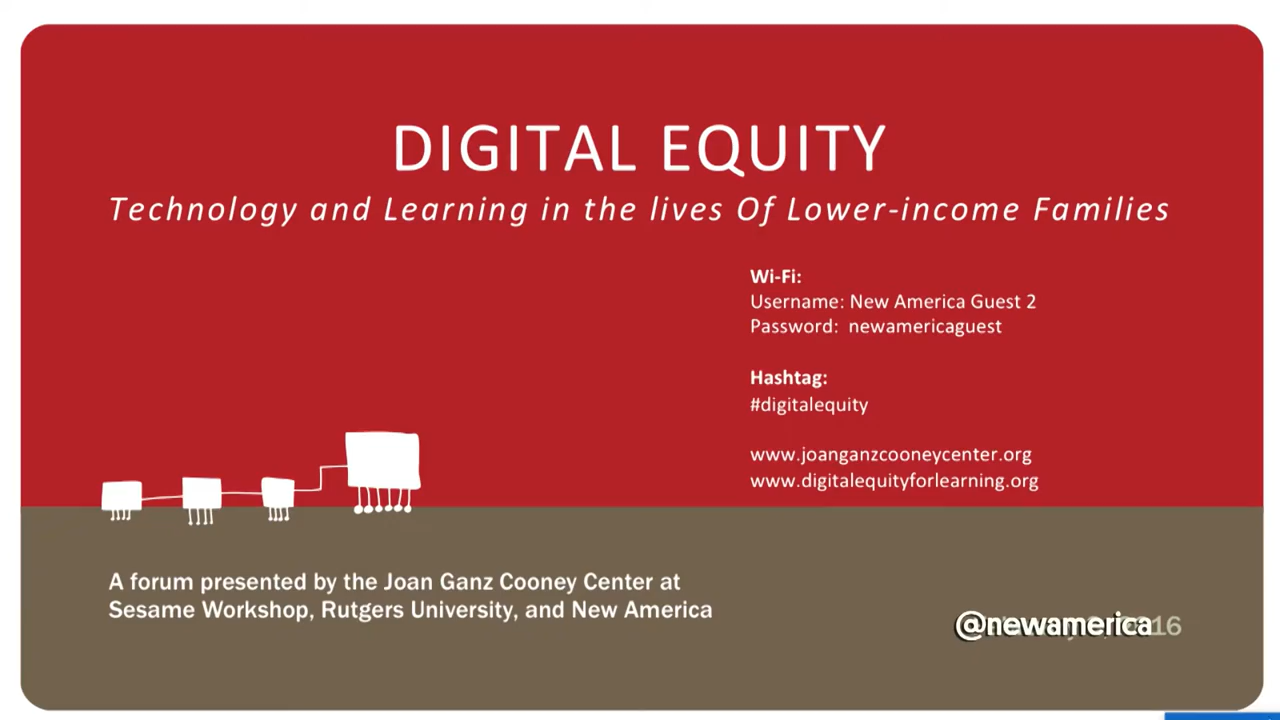 DIGITAL EQUITY
Technology and Learning in the lives Of Lower-income Families
Wi-Fi:
Username: New America Guest 2
Password: newamericaguest
Hashtag:
#digitalequity
www.joanganzcooneycenter.org
www.digitalequityforlearning.org
A forum presented by the Joan Ganz Cooney Center at
Sesame Workshop, Rutgers University, and New America
@newamerica